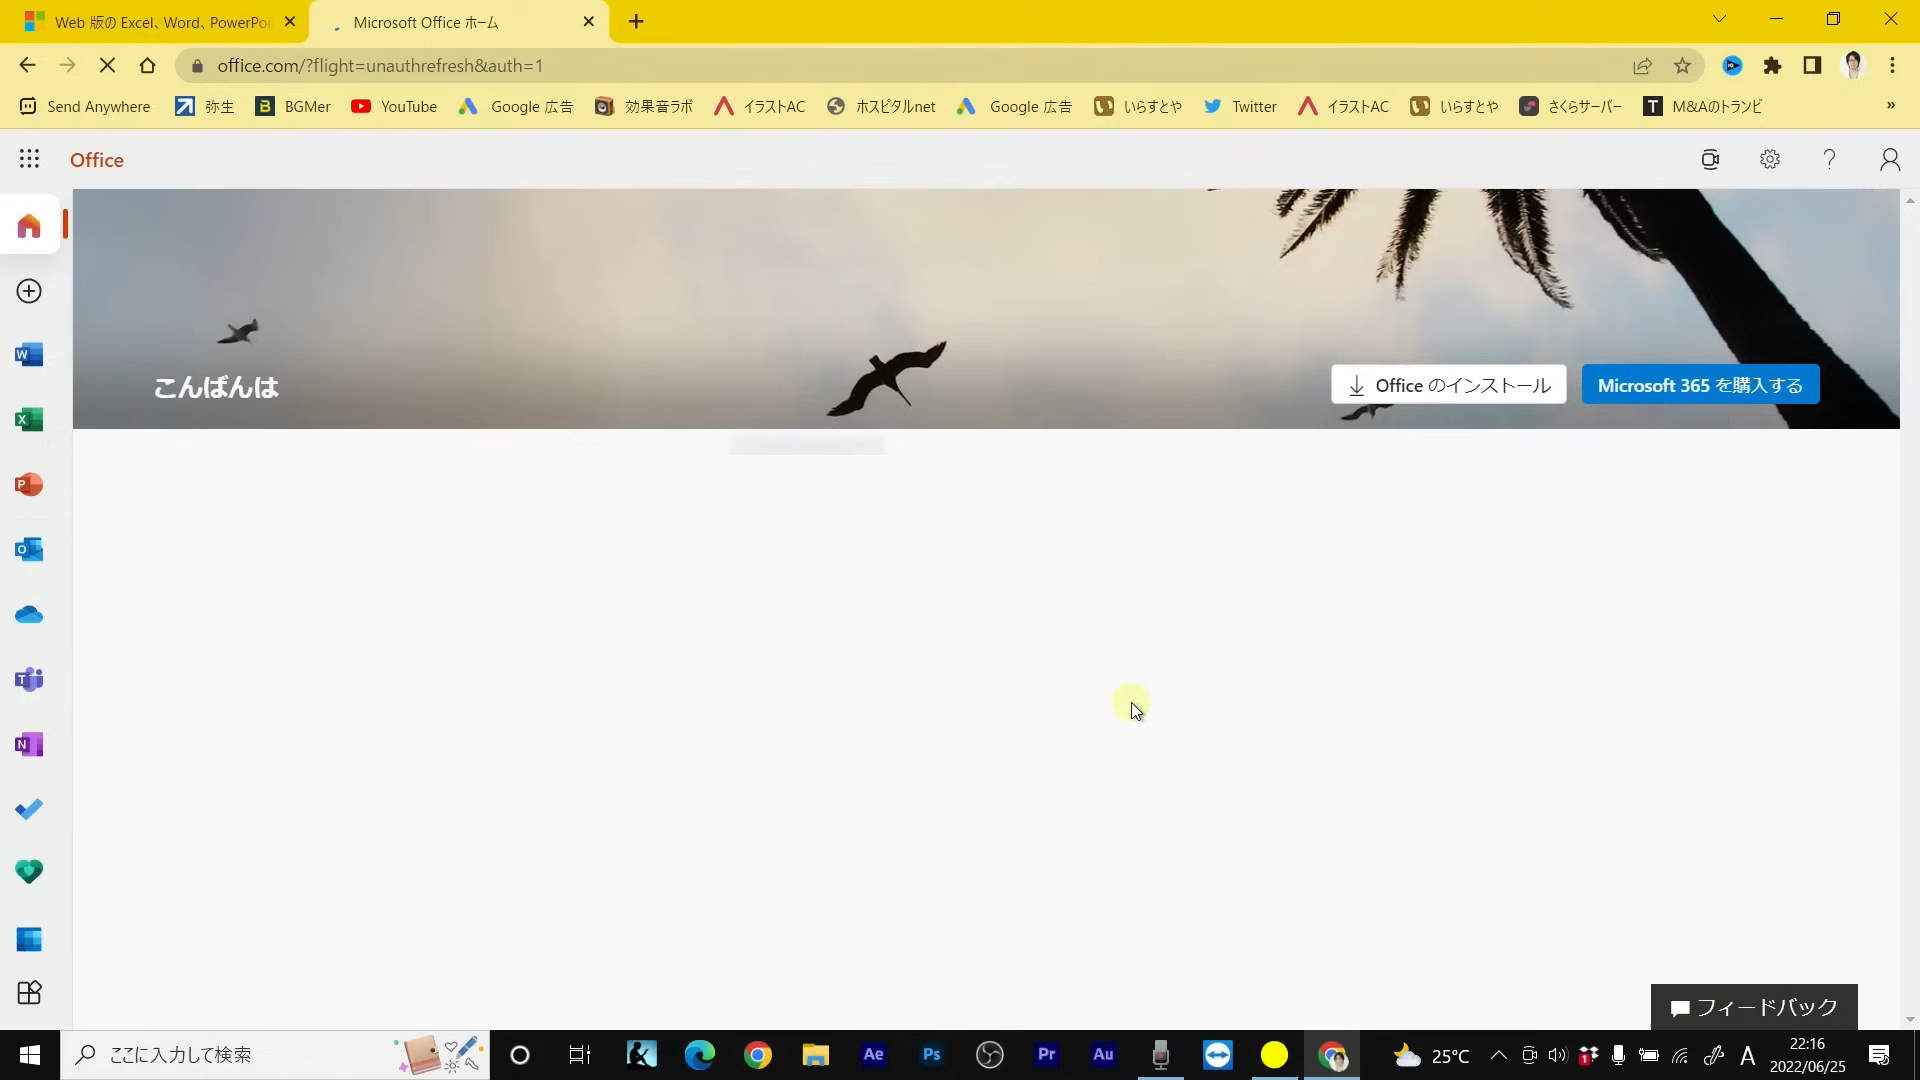 Web 版の Excel、Word、PowerPoi
Microsoft Office ホーム
office.com/?flight=unauthrefresh&auth=1
Send Anywhere
弥生
BGMer
YouTube
Google 広告
効果音ラボ
イラストAC
ホスピタルnet
Google 広告
いらすとや
Twitter
イラストAC
いらすとや
さくらサーバー
M&Aのトランビ
»
Office
こんばんは
Office のインストール
Microsoft 365 を購入する
フィードバック
ここに入力して検索
Ae
Ps
Pr
Au
25°C
A
22:16
2022/06/25